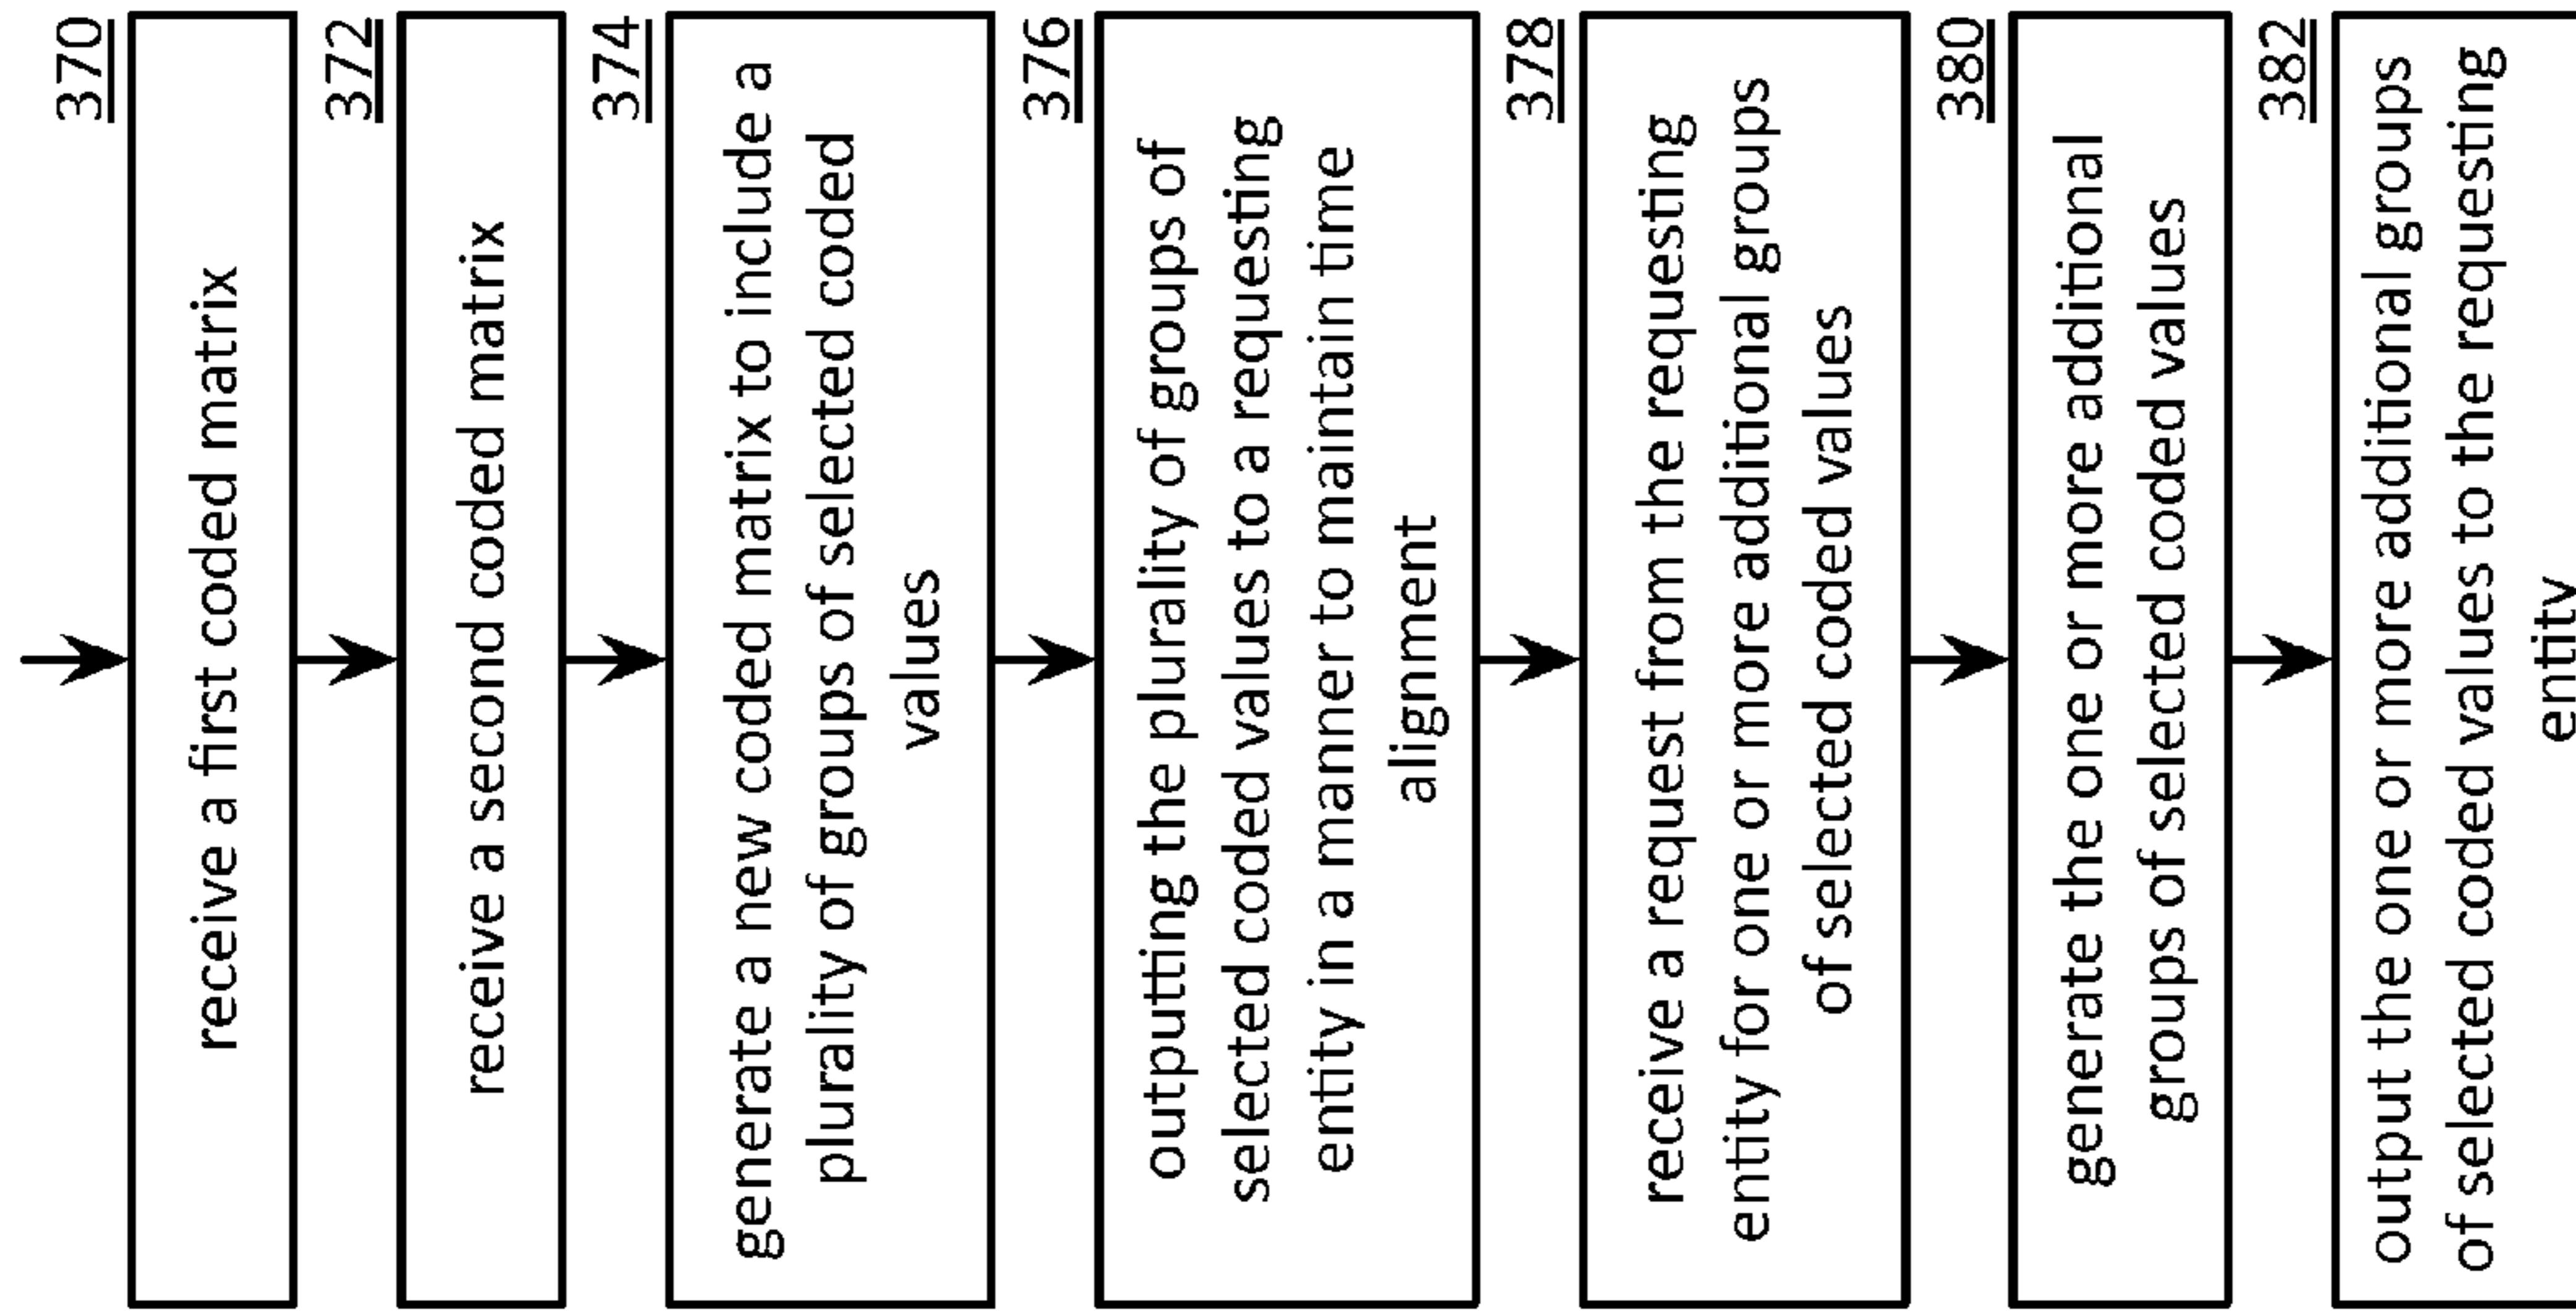 370
receive a first coded matrix
372
receive a second coded matrix
374
generate a new coded matrix to include a
plurality of groups of selected coded
values
376
outputting the plurality of groups of
selected coded values to a requesting
entity in a manner to maintain time
alignment
378
receive a request from the requesting
entity for one or more additional groups
of selected coded values
380
generate the one or more additional
groups of selected coded values
382
output the one or more additional groups
of selected coded values to the requesting
entity